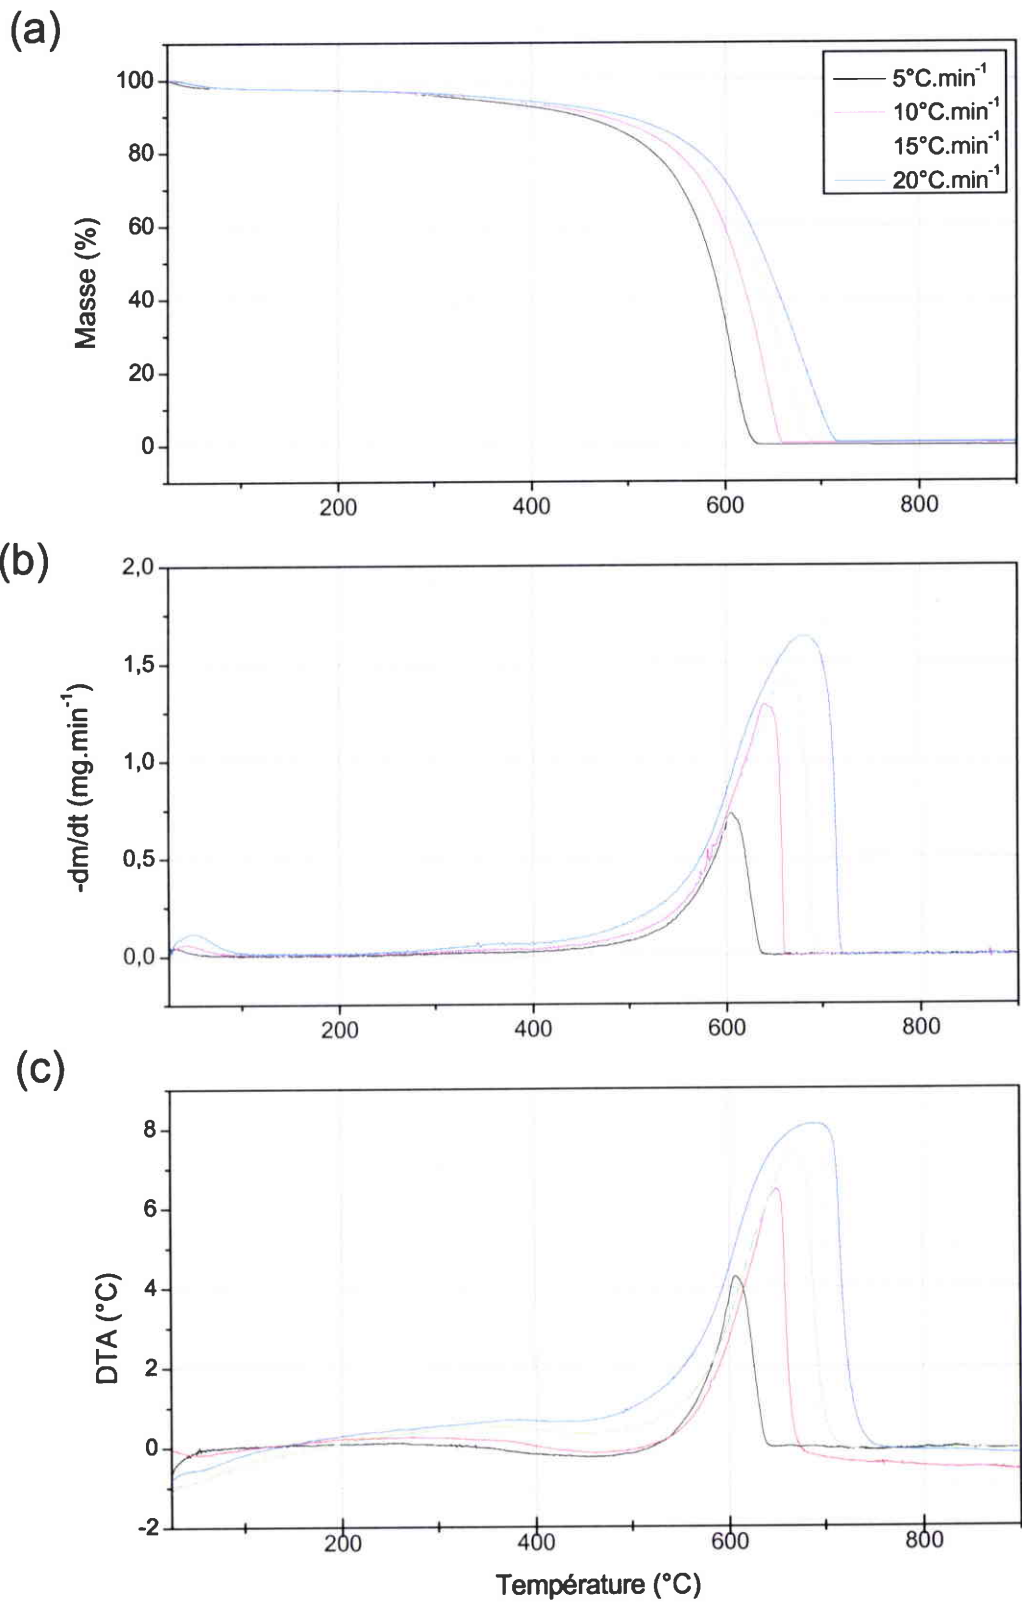 (a)
100
80
60
40
20
0
Masse (%)
5°C.min⁻¹
10°C.min⁻¹
15°C.min⁻¹
20°C.min⁻¹
200 400 600 800
(b)
2,0
1,5
1,0
0,5
0,0
-dm/dt (mg.min⁻¹)
200 400 600 800
(c)
8
6
4
2
0
-2
DTA (°C)
200 400 600 800
Température (°C)